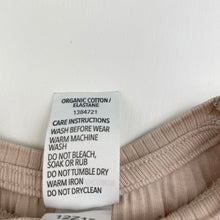 ORGANIC COTTON/
ELASTANE
1384721
CARE INSTRUCTIONS
WASH BEFORE WEAR
WARM MACHINE
WASH
DO NOT BLEACH,
SOAK OR RUB
DO NOT TUMBLE DRY
WARM IRON
DO NOT DRYCLEAN